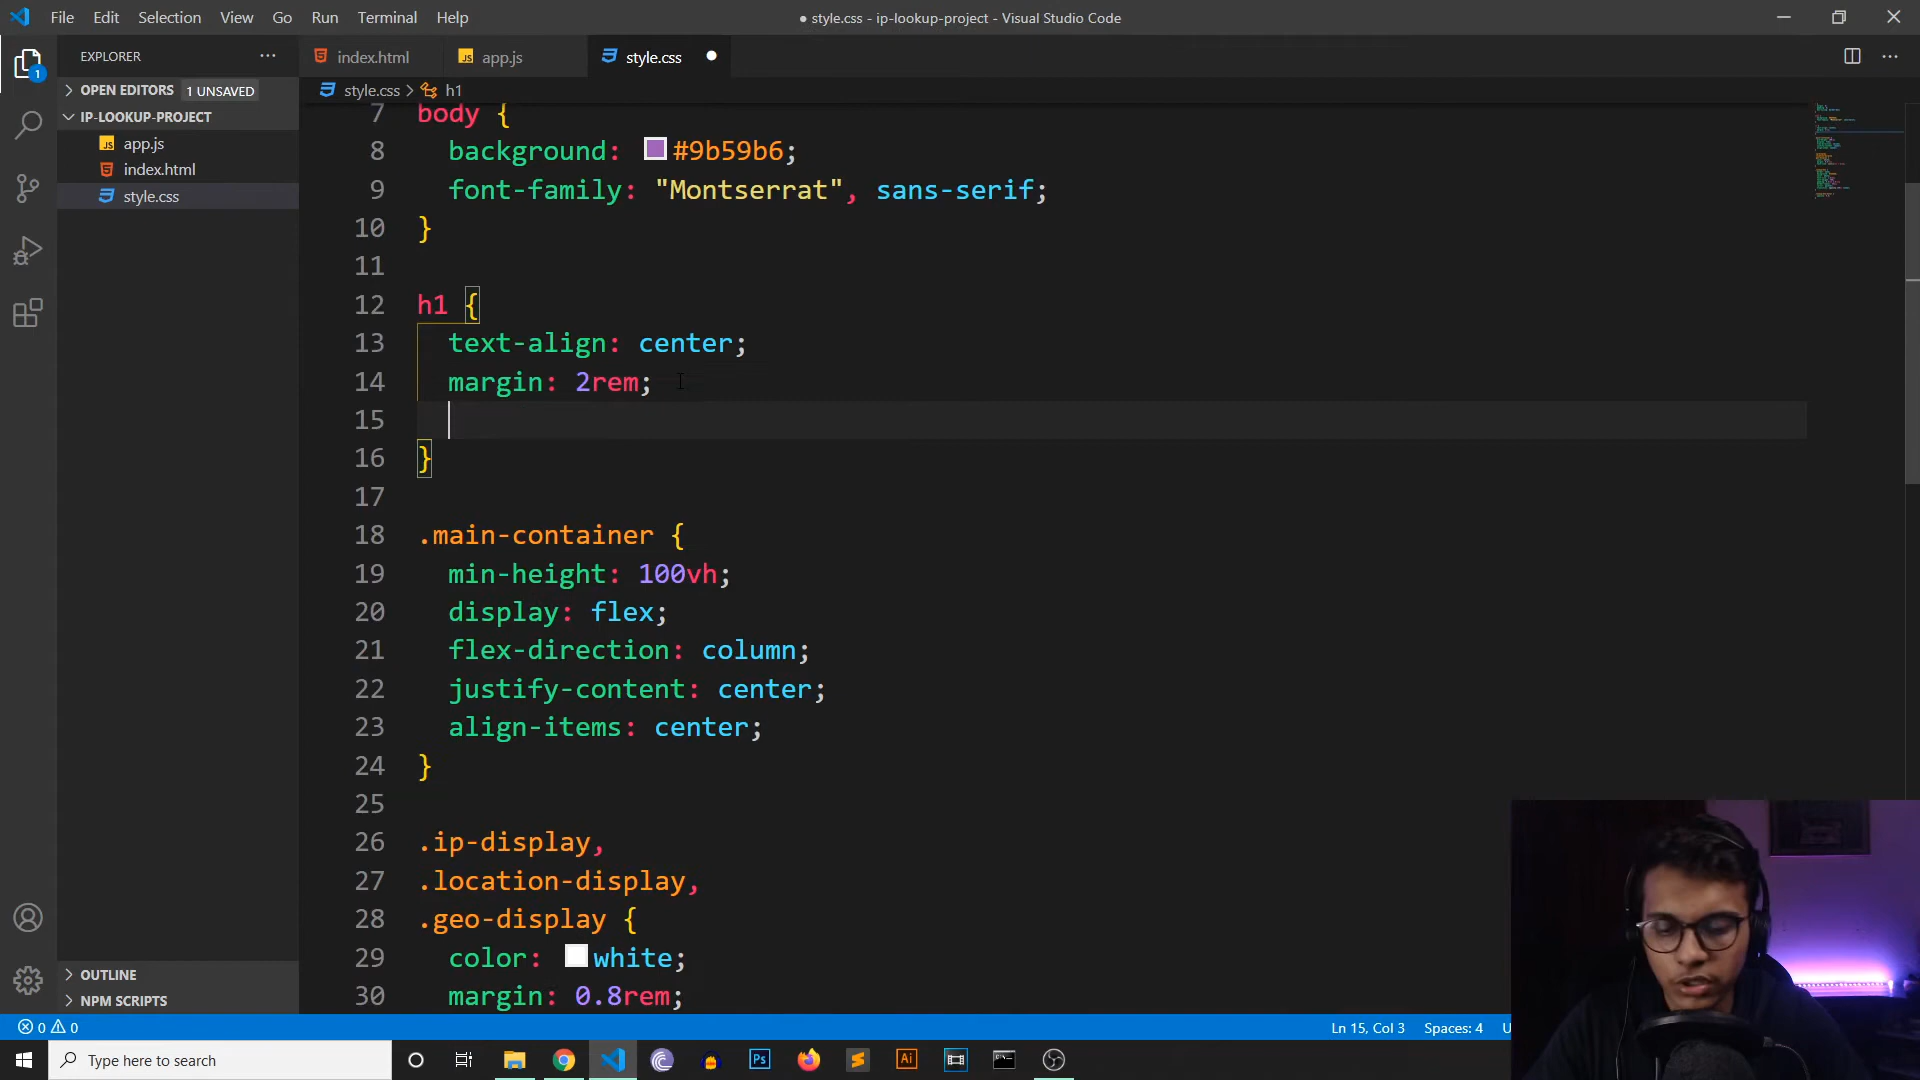 File Edit Selection View Go Run Terminal Help
● style.css - ip-lookup-project - Visual Studio Code
EXPLORER
index.html app.js style.css
OPEN EDITORS 1 UNSAVED
style.css > h1
IP-LOOKUP-PROJECT
app.js
index.html
style.css
7 body {
8 background: #9b59b6;
9 font-family: "Montserrat", sans-serif;
10 }
11
12 h1 {
13 text-align: center;
14 margin: 2rem;
15
16 }
17
18 .main-container {
19 min-height: 100vh;
20 display: flex;
21 flex-direction: column;
22 justify-content: center;
23 align-items: center;
24 }
25
26 .ip-display,
27 .location-display,
28 .geo-display {
29 color: white;
30 margin: 0.8rem;
1
OUTLINE
NPM SCRIPTS
0 0 Ln 15, Col 3 Spaces: 4 U
Type here to search
Ps Ai